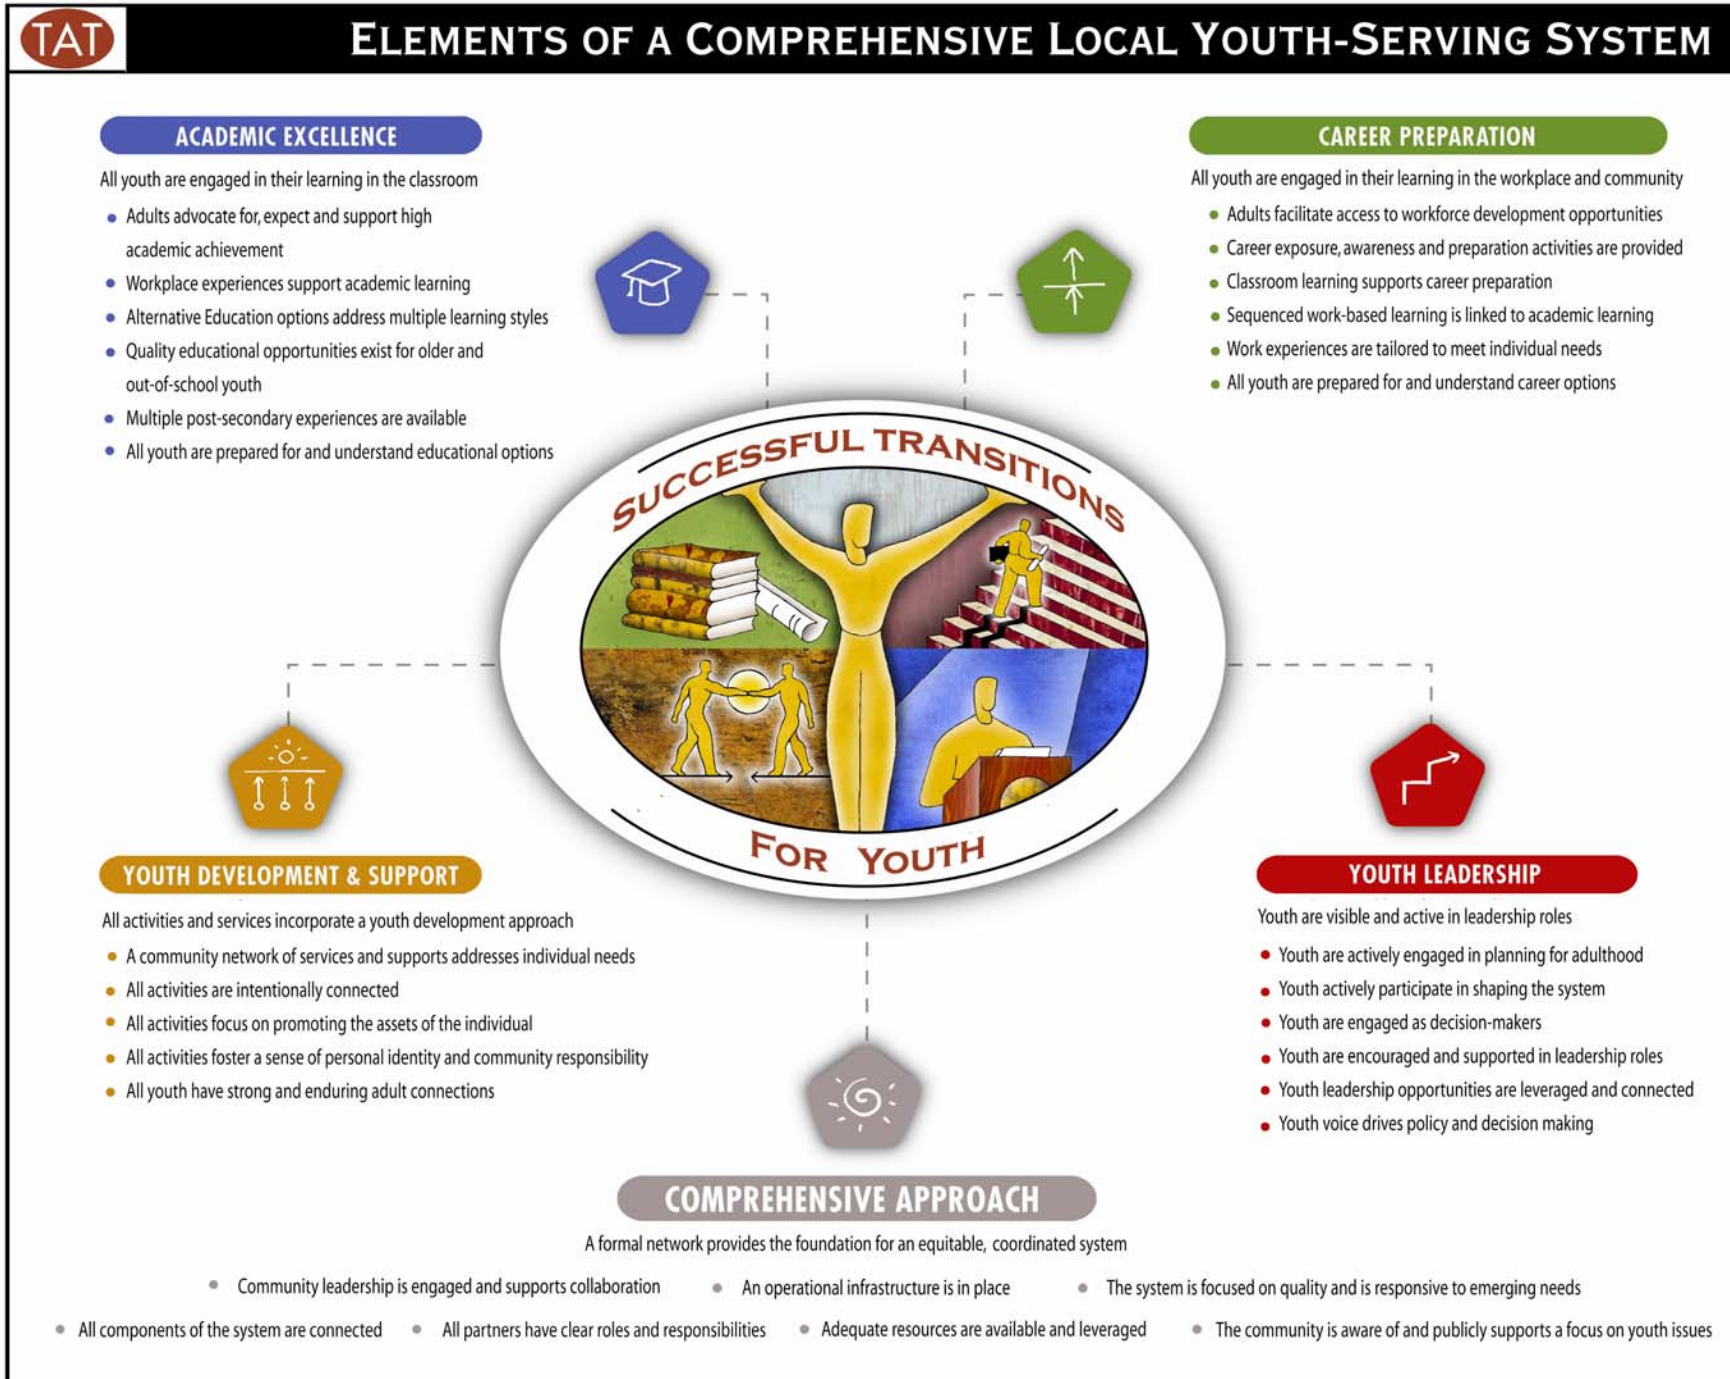 TAT
ELEMENTS OF A COMPREHENSIVE LOCAL YOUTH-SERVING SYSTEM
ACADEMIC EXCELLENCE
All youth are engaged in their learning in the classroom
• Adults advocate for, expect and support high
academic achievement
• Workplace experiences support academic learning
• Alternative Education options address multiple learning styles
• Quality educational opportunities exist for older and
out-of-school youth
• Multiple post-secondary experiences are available
• All youth are prepared for and understand educational options
CAREER PREPARATION
All youth are engaged in their learning in the workplace and community
• Adults facilitate access to workforce development opportunities
• Career exposure, awareness and preparation activities are provided
• Classroom learning supports career preparation
• Sequenced work-based learning is linked to academic learning
• Work experiences are tailored to meet individual needs
• All youth are prepared for and understand career options
SUCCESSFUL TRANSITIONS
FOR YOUTH
YOUTH DEVELOPMENT & SUPPORT
All activities and services incorporate a youth development approach
• A community network of services and supports addresses individual needs
• All activities are intentionally connected
• All activities focus on promoting the assets of the individual
• All activities foster a sense of personal identity and community responsibility
• All youth have strong and enduring adult connections
YOUTH LEADERSHIP
Youth are visible and active in leadership roles
• Youth are actively engaged in planning for adulthood
• Youth actively participate in shaping the system
• Youth are engaged as decision-makers
• Youth are encouraged and supported in leadership roles
• Youth leadership opportunities are leveraged and connected
• Youth voice drives policy and decision making
COMPREHENSIVE APPROACH
A formal network provides the foundation for an equitable, coordinated system
• Community leadership is engaged and supports collaboration • An operational infrastructure is in place • The system is focused on quality and is responsive to emerging needs
• All components of the system are connected • All partners have clear roles and responsibilities • Adequate resources are available and leveraged • The community is aware of and publicly supports a focus on youth issues